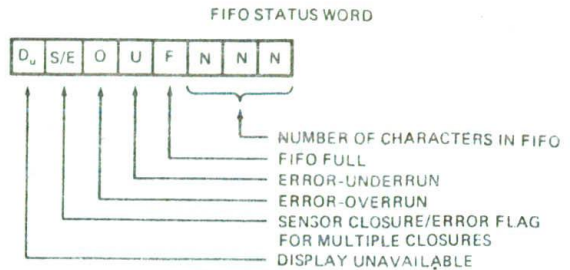 FIFO STATUS WORD
Du S/E O U F N N N
NUMBER OF CHARACTERS IN FIFO
FIFO FULL
ERROR-UNDERRUN
ERROR-OVERRUN
SENSOR CLOSURE/ERROR FLAG
FOR MULTIPLE CLOSURES
DISPLAY UNAVAILABLE